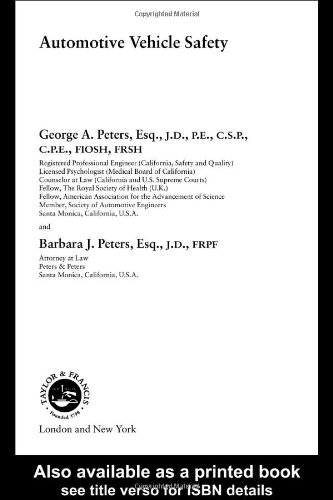 Automotive Vehicle Safety
George A. Peters, Esq., J.D., P.E., C.S.P.,
C.P.E., FIOSH, FRSH
Registered Professional Engineer (California, Safety and Quality)
Licensed Psychologist (Medical Board of California)
Counselor at Law (California and U.S. Supreme Courts)
Fellow, The Royal Society of Health (U.K.)
Fellow, American Association for the Advancement of Science
Member, Society of Automotive Engineers
Santa Monica, California, U.S.A.
and
Barbara J. Peters, Esq., J.D., FRPF
Attorney at Law
Peters & Peters
Santa Monica, California, U.S.A.
TAYLOR & FRANCIS
Founded 1798
London and New York
Also available as a printed book
see title verso for ISBN details